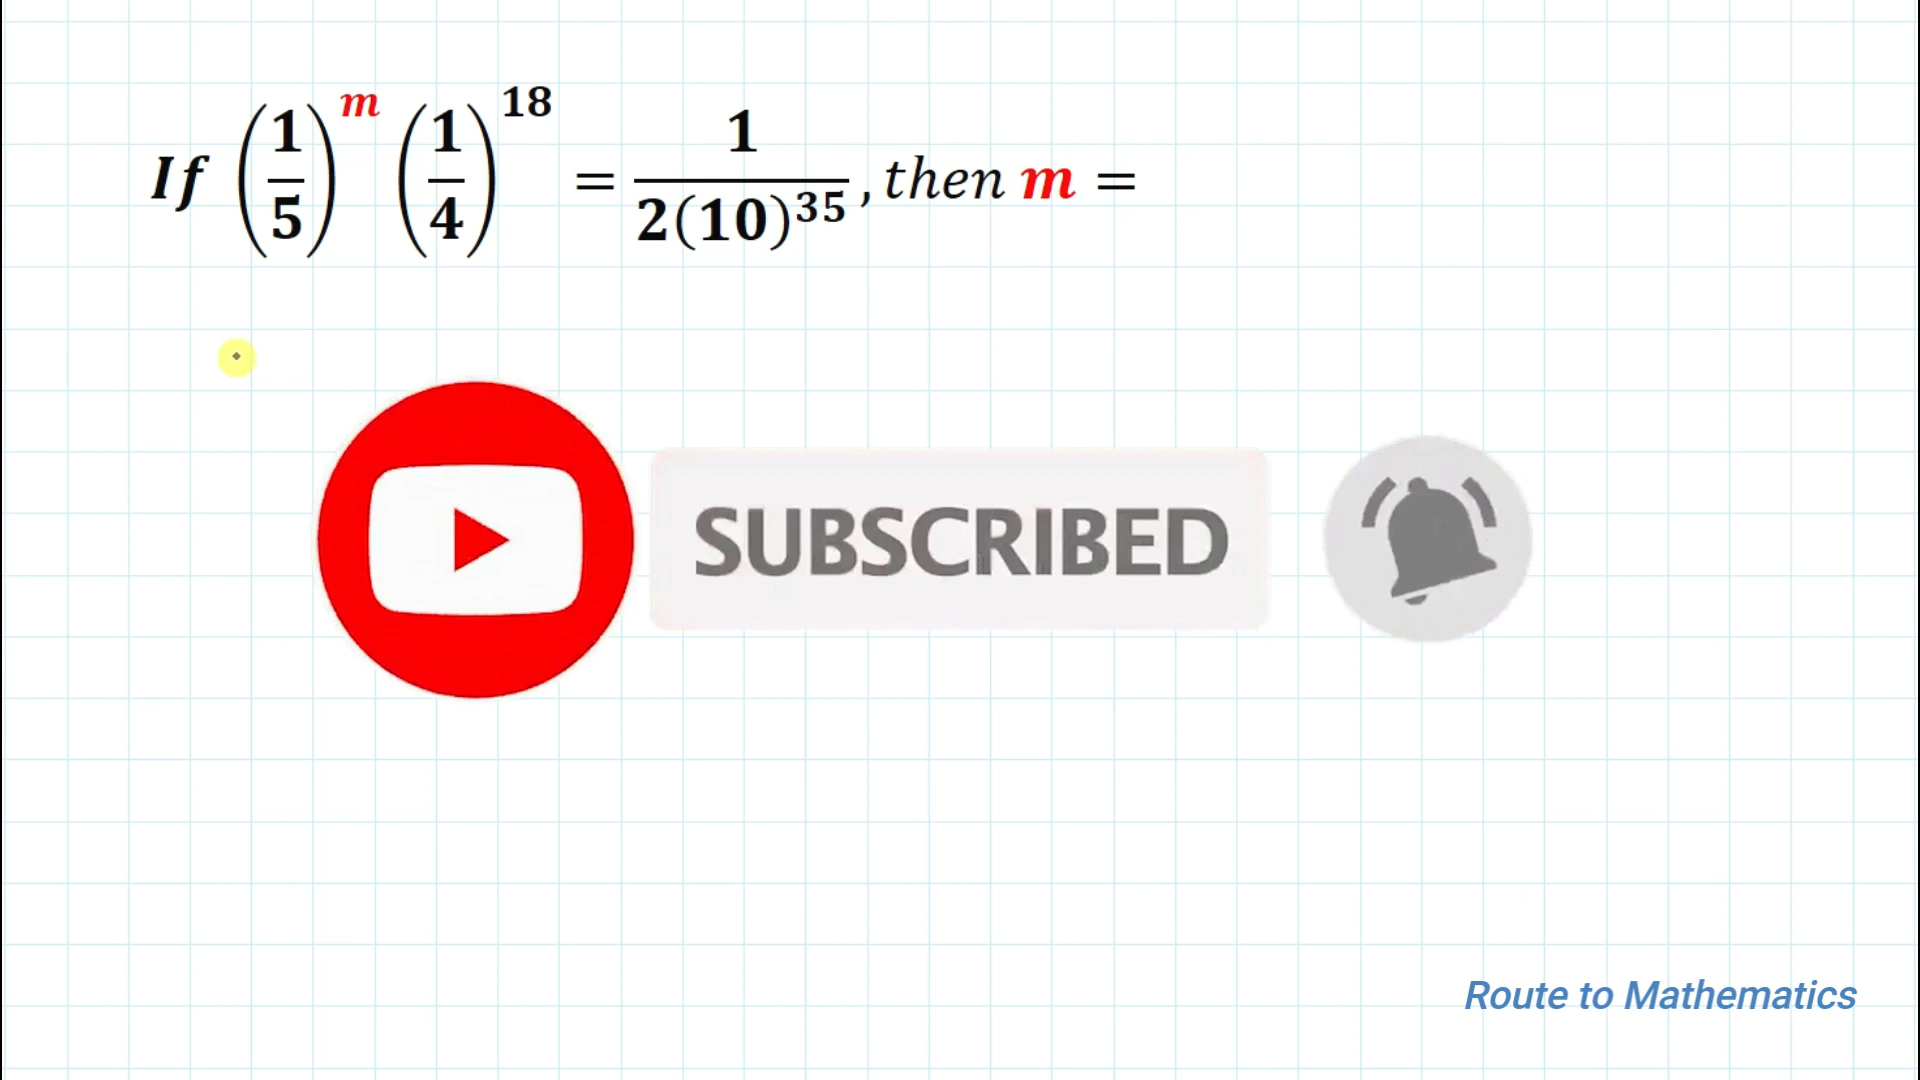 If (1/5)^m (1/4)^18 = 1/(2(10)^35), then m =
SUBSCRIBED
Route to Mathematics